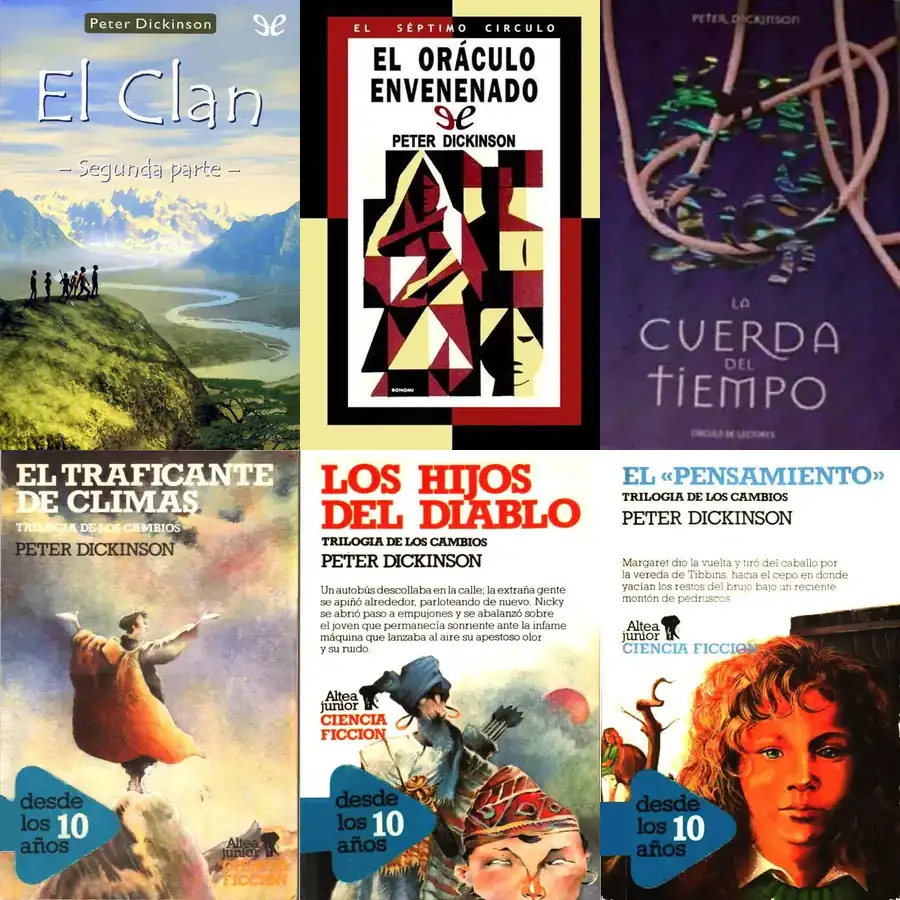 Peter Dickinson
El Clan
– Segunda parte –
EL SÉPTIMO CIRCULO
EL ORÁCULO
ENVENENADO
PETER DICKINSON
BONOMI
PETER DICKINSON
LA
CUERDA
DEL
TIEMPO
CÍRCULO DE LECTORES
EL TRAFICANTE
DE CLIMAS
TRILOGIA DE LOS CAMBIOS
PETER DICKINSON
desde
los 10
años
Altea
junior
CIENCIA
FICCION
LOS HIJOS
DEL DIABLO
TRILOGIA DE LOS CAMBIOS
PETER DICKINSON
Un autobús descollaba en la calle; la extraña gente
se apiñó alrededor, parloteando de nuevo. Nicky
se abrió paso a empujones y se abalanzó sobre
el joven que permanecía sonriente ante la infame
máquina que lanzaba al aire su apestoso olor
y su ruido.
Altea
junior
CIENCIA
FICCION
desde
los 10
años
EL «PENSAMIENTO»
TRILOGIA DE LOS CAMBIOS
PETER DICKINSON
Margaret dio la vuelta y tiró del caballo por
la vereda de Tibbins, hacia el cepo en donde
yacían los restos del brujo bajo un reciente
montón de pedruscos.
Altea
junior
CIENCIA FICCION
desde
los 10
años